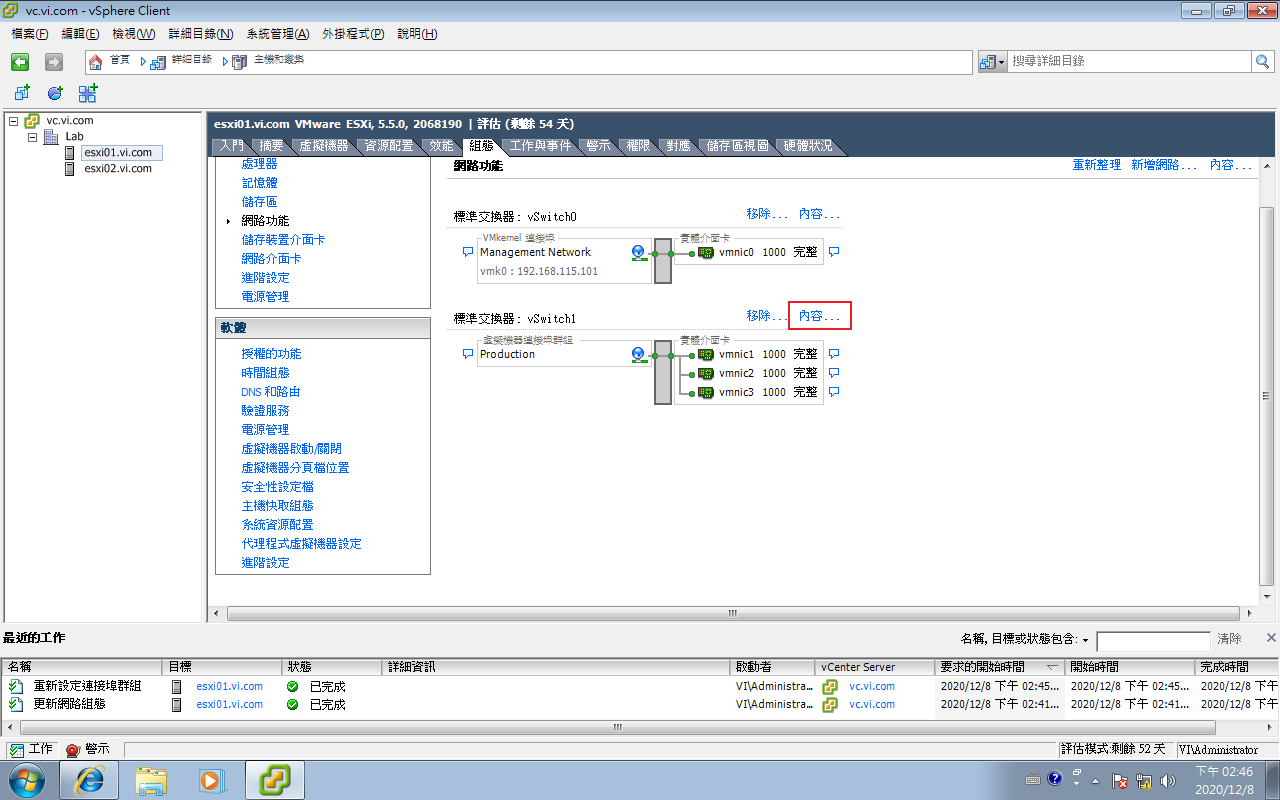 vc.vi.com - vSphere Client
檔案(F) 編輯(E) 檢視(W) 詳細目錄(N) 系統管理(A) 外掛程式(P) 說明(H)
首頁 詳細目錄 主機和叢集 搜尋詳細目錄
vc.vi.com
Lab
esxi01.vi.com
esxi02.vi.com
esxi01.vi.com VMware ESXi, 5.5.0, 2068190 | 評估 (剩餘 54 天)
入門 摘要 虛擬機器 資源配置 效能 組態 工作與事件 警示 權限 對應 儲存區視圖 硬體狀況
處理器
記憶體
儲存區
網路功能
儲存裝置介面卡
網路介面卡
進階設定
電源管理
軟體
授權的功能
時間組態
DNS 和路由
驗證服務
電源管理
虛擬機器啟動/關閉
虛擬機器分頁檔位置
安全性設定檔
主機快取組態
系統資源配置
代理程式虛擬機器設定
進階設定
網路功能 重新整理 新增網路... 內容...
標準交換器: vSwitch0 移除... 內容...
VMkernel 連接埠 實體介面卡
Management Network vmnic0 1000 完整
vmk0 : 192.168.115.101
標準交換器: vSwitch1 移除... 內容...
虛擬機器連接埠群組 實體介面卡
Production vmnic1 1000 完整
vmnic2 1000 完整
vmnic3 1000 完整
最近的工作 名稱, 目標或狀態包含: 清除
名稱 目標 狀態 詳細資訊 啟動者 vCenter Server 要求的開始時間 開始時間 完成時間
重新設定連接埠群組 esxi01.vi.com 已完成 VI\Administra... vc.vi.com 2020/12/8 下午 02:45... 2020/12/8 下午 02:45... 2020/12/8 下午 02:45...
更新網路組態 esxi01.vi.com 已完成 VI\Administra... vc.vi.com 2020/12/8 下午 02:41... 2020/12/8 下午 02:41... 2020/12/8 下午 02:41...
工作 警示 評估模式:剩餘 52 天 VI\Administrator
下午 02:46
2020/12/8